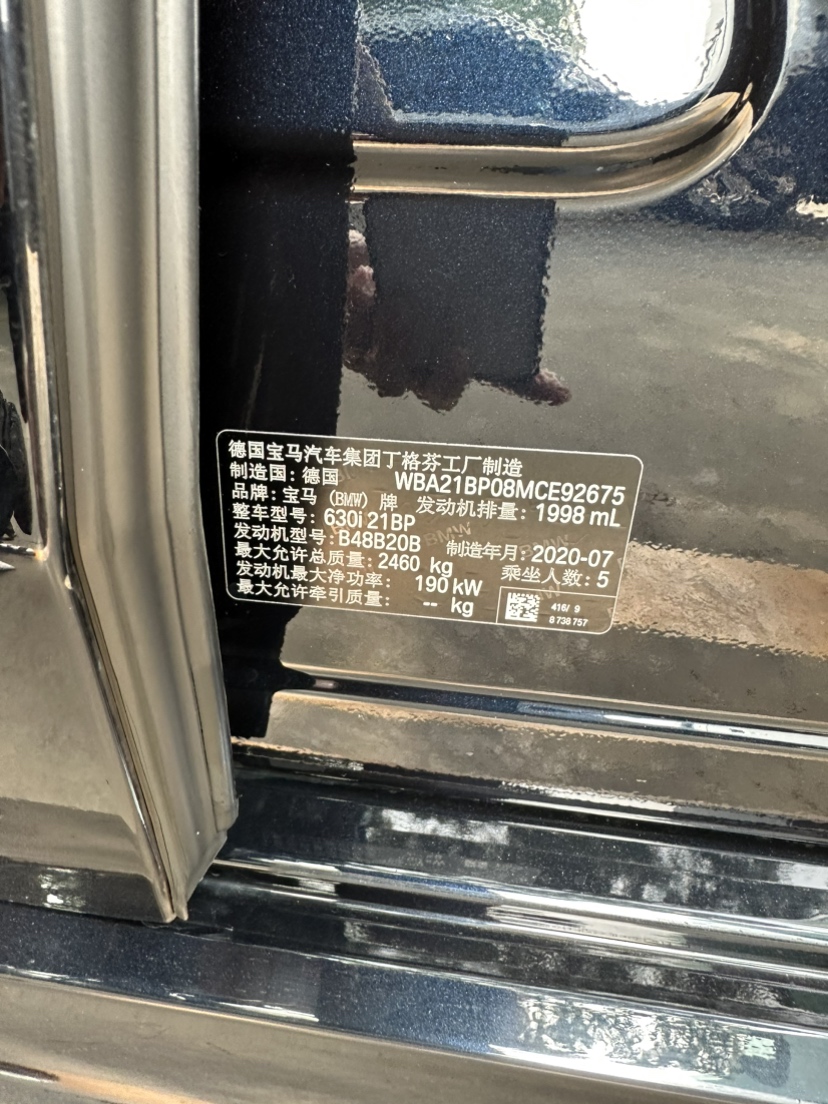 德国宝马汽车集团丁格芬工厂制造
制造国：德国 WBA21BP08MCE92675
品牌：宝马 (BMW) 牌 发动机排量：1998 mL
整车型号：630i 21BP
发动机型号：B48B20B 制造年月：2020-07
最大允许总质量：2460 kg 乘坐人数：5
发动机最大净功率： 190 kW
最大允许牵引质量： -- kg
416/ 9
8 738 757